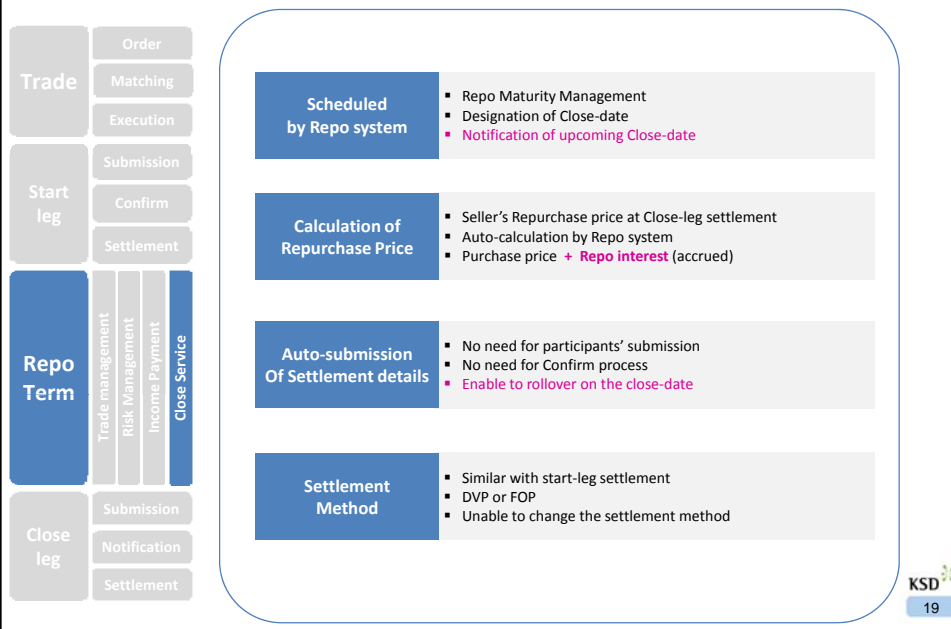 Trade
Order
Matching
Execution
Start
leg
Submission
Confirm
Settlement
Repo
Term
Trade management
Risk Management
Income Payment
Close Service
Close
leg
Submission
Notification
Settlement
Scheduled
by Repo system
▪ Repo Maturity Management
▪ Designation of Close-date
▪ Notification of upcoming Close-date
Calculation of
Repurchase Price
▪ Seller’s Repurchase price at Close-leg settlement
▪ Auto-calculation by Repo system
▪ Purchase price + Repo interest (accrued)
Auto-submission
Of Settlement details
▪ No need for participants’ submission
▪ No need for Confirm process
▪ Enable to rollover on the close-date
Settlement
Method
▪ Similar with start-leg settlement
▪ DVP or FOP
▪ Unable to change the settlement method
KSD
19